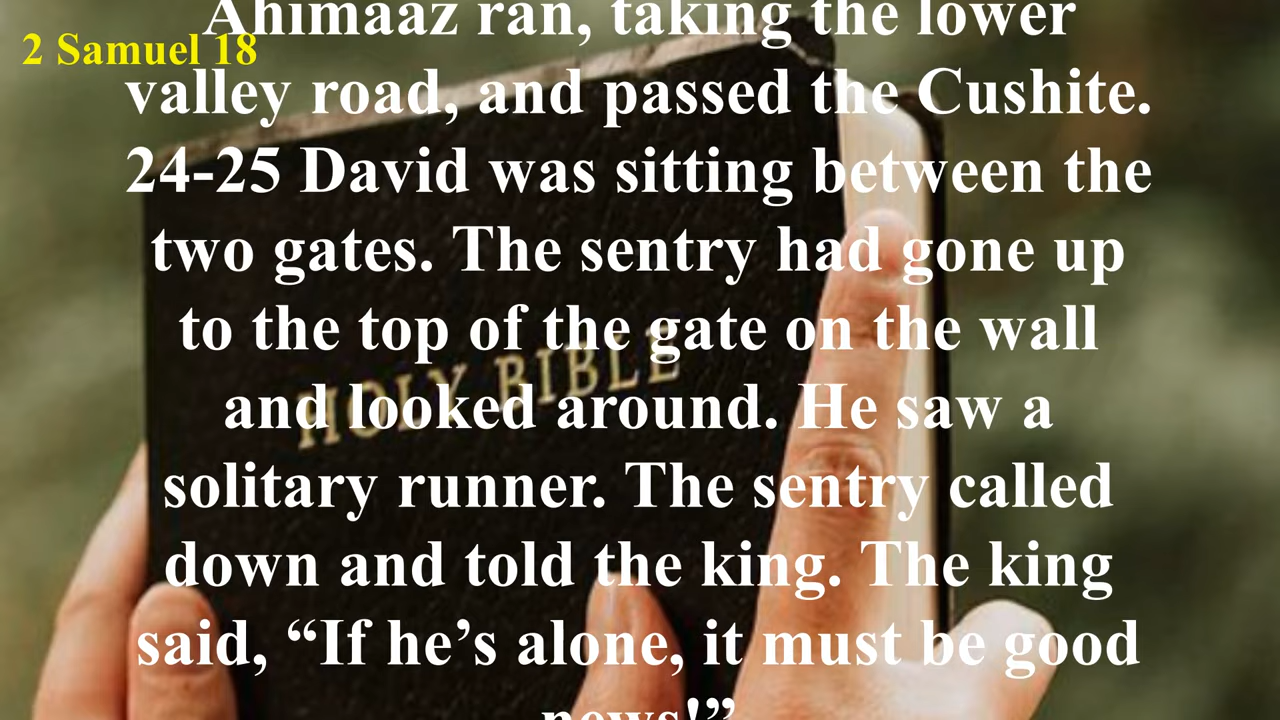 2 Samuel 18
Ahimaaz ran, taking the lower
valley road, and passed the Cushite.
24-25 David was sitting between the
two gates. The sentry had gone up
to the top of the gate on the wall
and looked around. He saw a
solitary runner. The sentry called
down and told the king. The king
said, “If he’s alone, it must be good
news!”
HOLY BIBLE